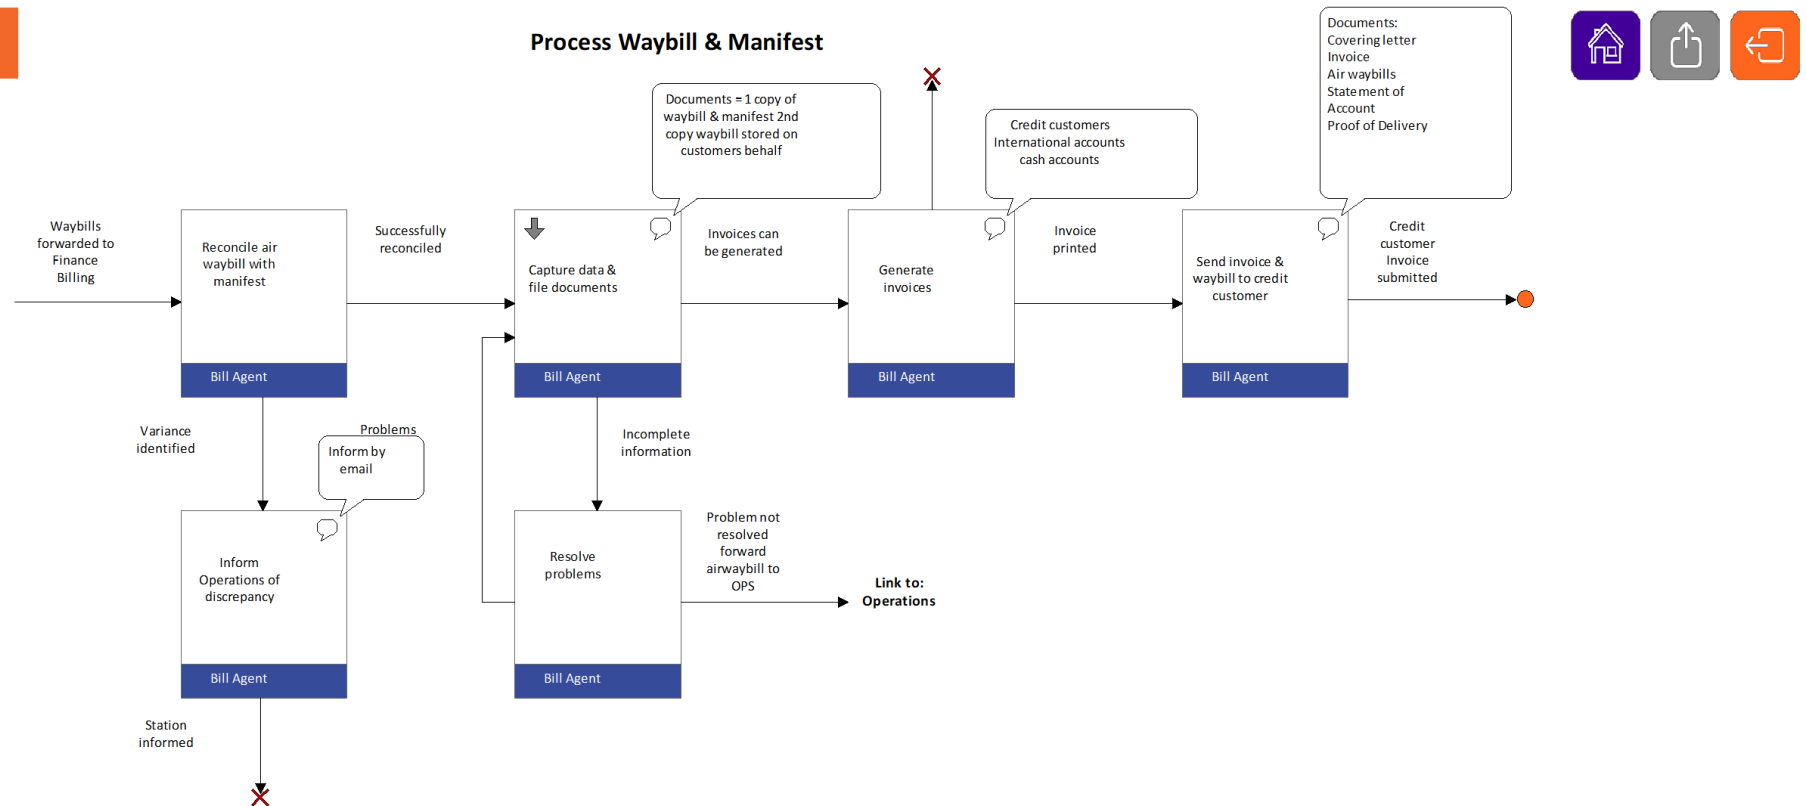 Process Waybill & Manifest
Documents:
Covering letter
Invoice
Air waybills
Statement of
Account
Proof of Delivery
Documents = 1 copy of
waybill & manifest 2nd
copy waybill stored on
customers behalf
Credit customers
International accounts
cash accounts
Waybills
forwarded to
Finance
Billing
Reconcile air
waybill with
manifest
Bill Agent
Successfully
reconciled
Capture data &
file documents
Bill Agent
Invoices can
be generated
Generate
invoices
Bill Agent
Invoice
printed
Send invoice &
waybill to credit
customer
Bill Agent
Credit
customer
Invoice
submitted
Variance
identified
Problems
Inform by
email
Incomplete
information
Inform
Operations of
discrepancy
Bill Agent
Resolve
problems
Bill Agent
Problem not
resolved
forward
airwaybill to
OPS
Link to:
Operations
Station
informed